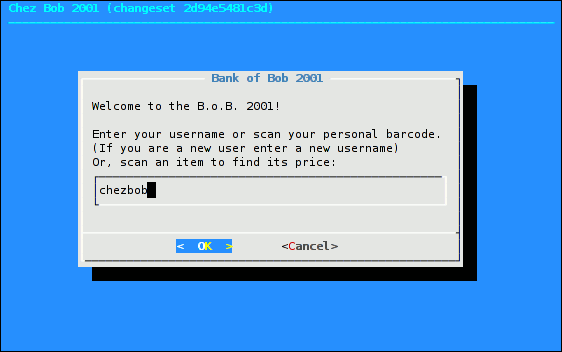 Chez Bob 2001 (changeset 2d94e5481c3d)
Bank of Bob 2001
Welcome to the B.o.B. 2001!
Enter your username or scan your personal barcode.
(If you are a new user enter a new username)
Or, scan an item to find its price:
chezbob
<  OK  >
<Cancel>